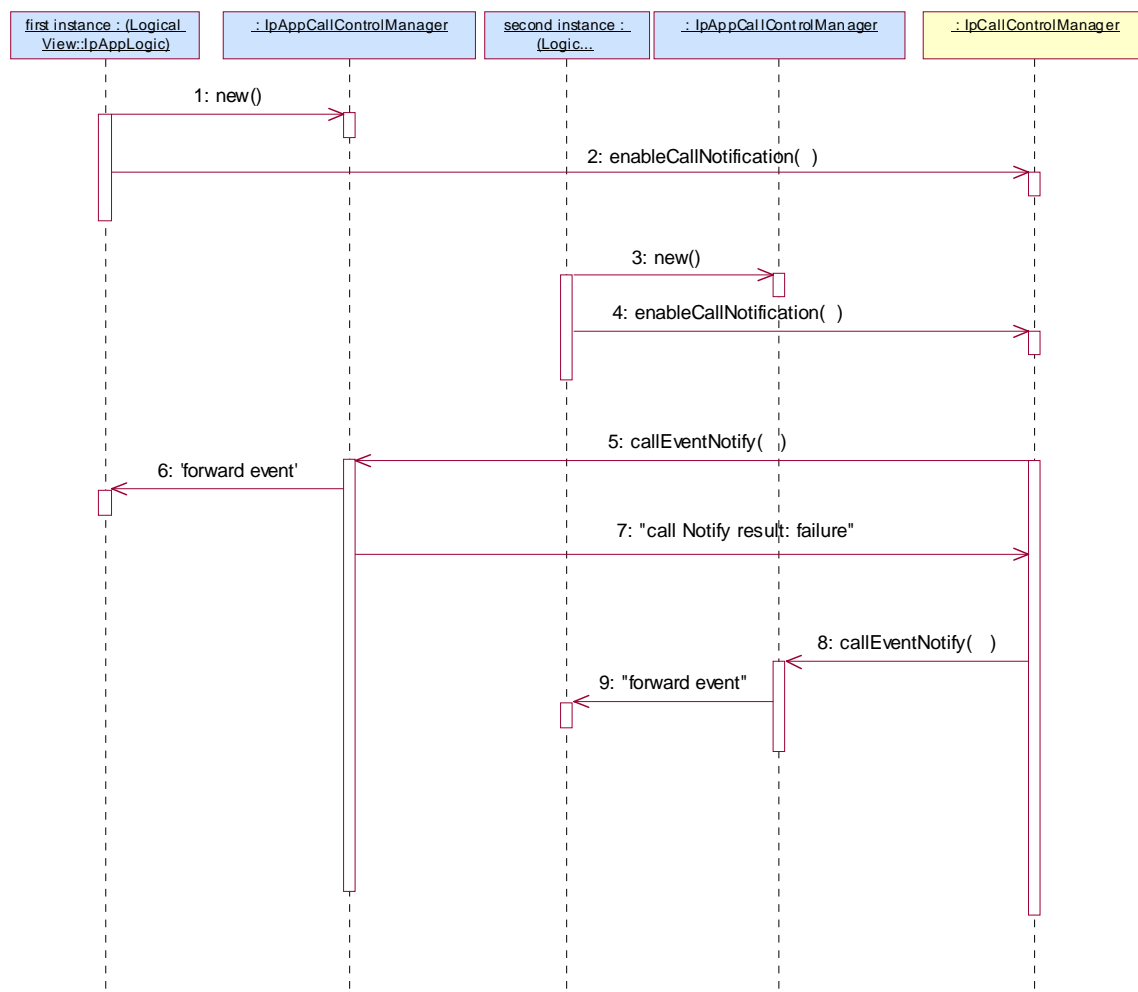 first instance : (Logical
View::IpAppLogic)
: IpAppCallControlManager
second instance :
(Logic...
: IpAppCallControlManager
: IpCallControlManager
1: new()
2: enableCallNotification( )
3: new()
4: enableCallNotification( )
5: callEventNotify( )
6: 'forward event'
7: "call Notify result: failure"
8: callEventNotify( )
9: "forward event"